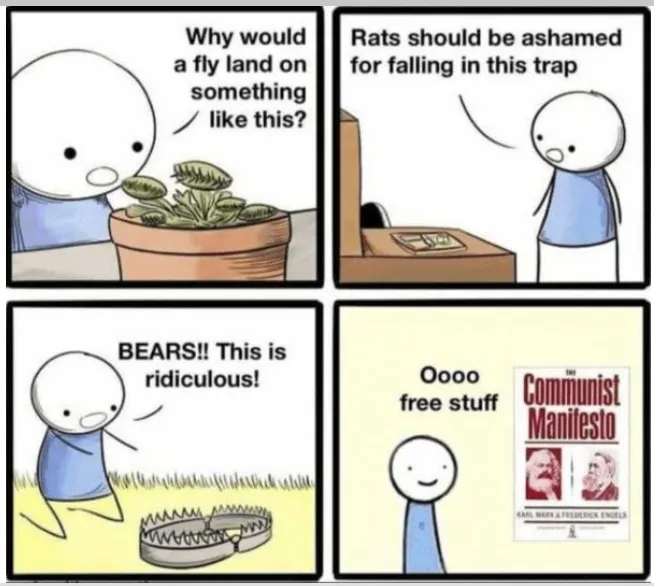 Why would
a fly land on
something
like this?
Rats should be ashamed
for falling in this trap
BEARS!! This is
ridiculous!
Oooo
free stuff
THE
Communist
Manifesto
KARL MARX & FREDERICK ENGELS